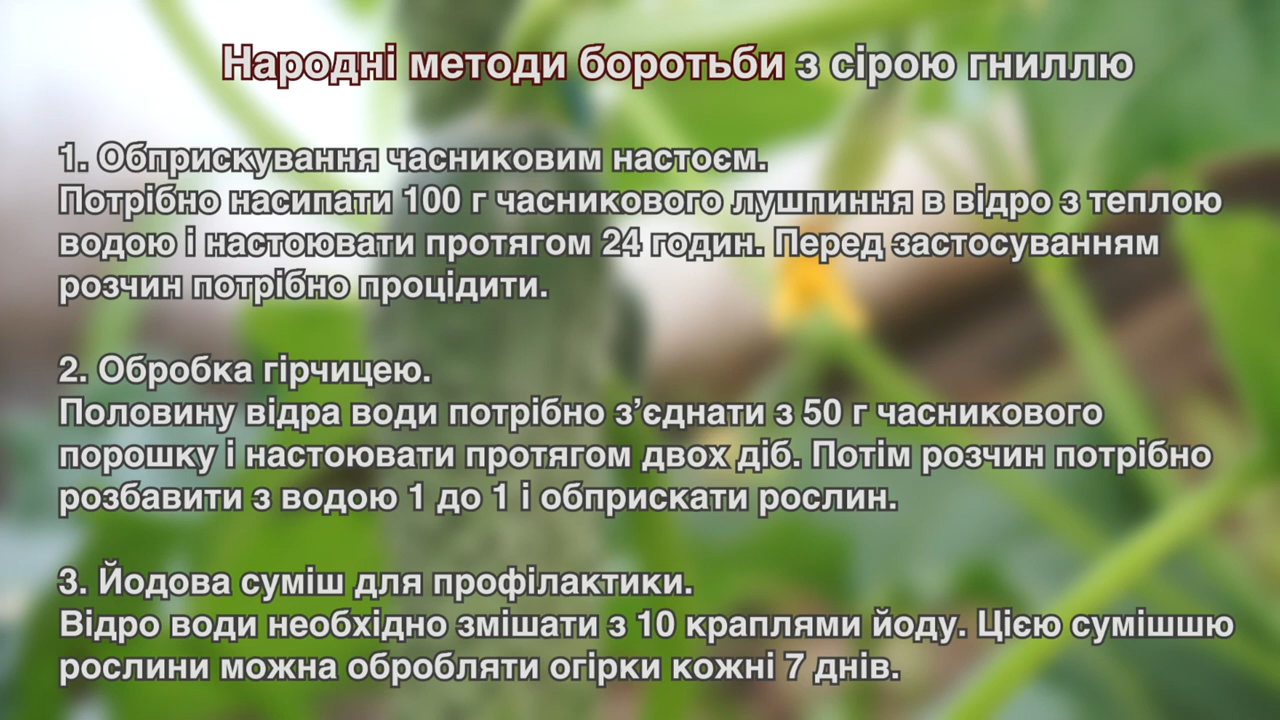 Народні методи боротьби з сірою гниллю
1. Обприскування часниковим настоєм.
Потрібно насипати 100 г часникового лушпиння в відро з теплою
водою і настоювати протягом 24 годин. Перед застосуванням
розчин потрібно процідити.
2. Обробка гірчицею.
Половину відра води потрібно з’єднати з 50 г часникового
порошку і настоювати протягом двох діб. Потім розчин потрібно
розбавити з водою 1 до 1 і обприскати рослин.
3. Йодова суміш для профілактики.
Відро води необхідно змішати з 10 краплями йоду. Цією сумішшю
рослини можна обробляти огірки кожні 7 днів.